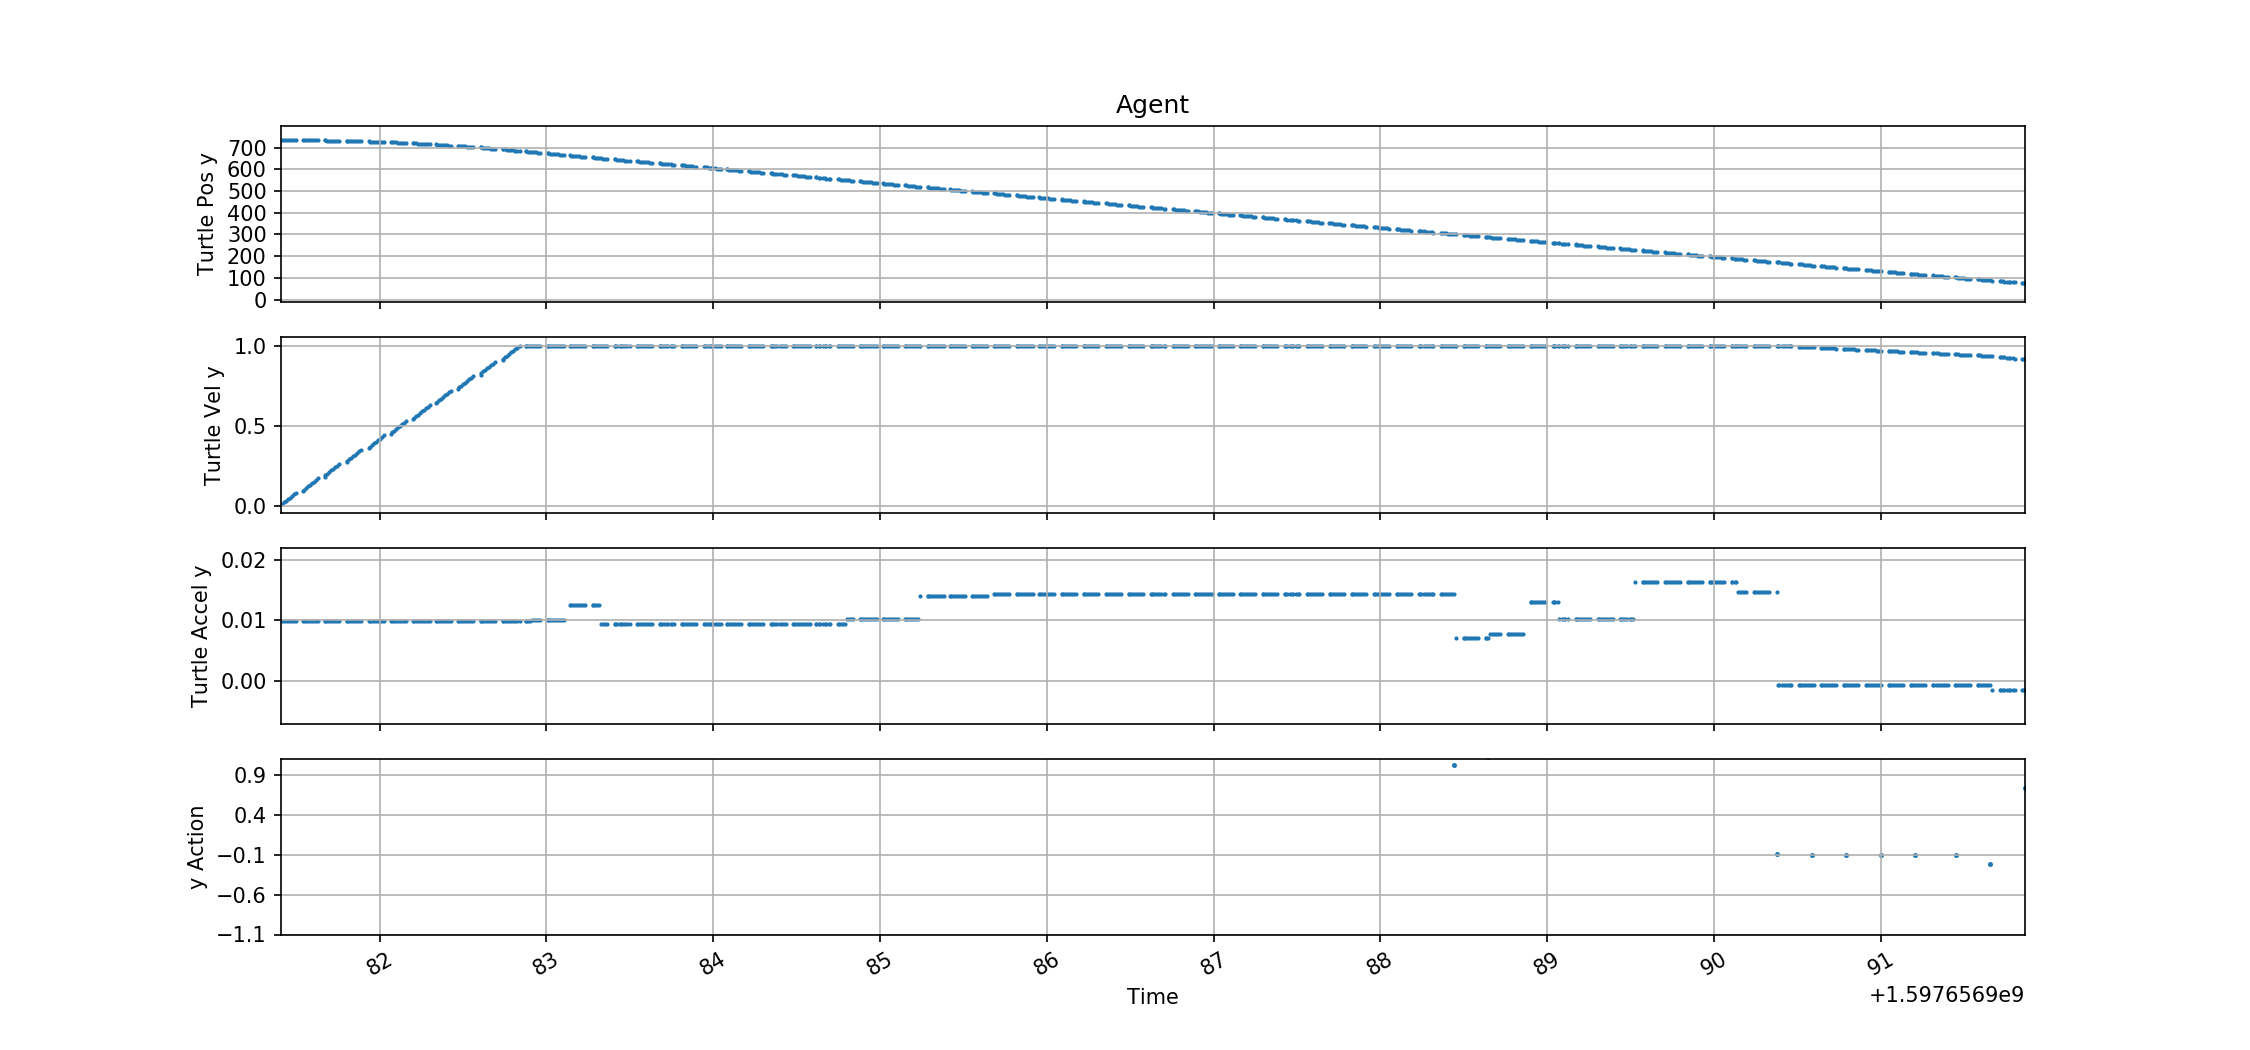 Agent
Turtle Pos y
700
600
500
400
300
200
100
0
Turtle Vel y
1.0
0.5
0.0
Turtle Accel y
0.02
0.01
0.00
y Action
0.9
0.4
−0.1
−0.6
−1.1
82 83 84 85 86 87 88 89 90 91
Time
+1.5976569e9